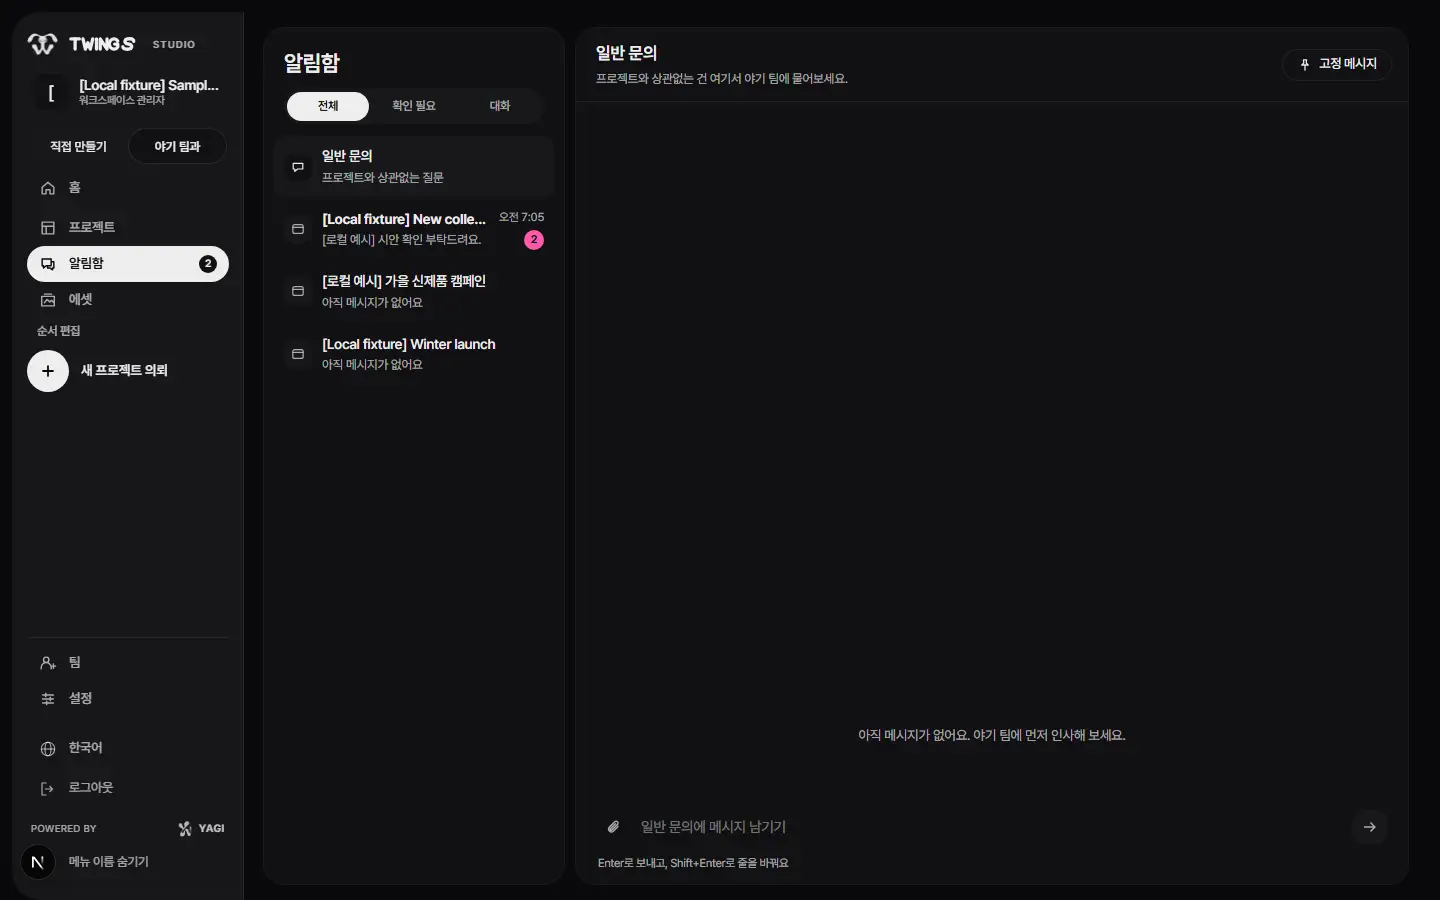 TWINGS STUDIO
[
[Local fixture] Sampl...
워크스페이스 관리자
직접 만들기
야기 팀과
홈
프로젝트
알림함
2
에셋
순서 편집
새 프로젝트 의뢰
팀
설정
한국어
로그아웃
POWERED BY
YAGI
N
메뉴 이름 숨기기
알림함
전체
확인 필요
대화
일반 문의
프로젝트와 상관없는 질문
[Local fixture] New colle...
오전 7:05
[로컬 예시] 시안 확인 부탁드려요.
2
[로컬 예시] 가을 신제품 캠페인
아직 메시지가 없어요
[Local fixture] Winter launch
아직 메시지가 없어요
일반 문의
프로젝트와 상관없는 건 여기서 야기 팀에 물어보세요.
고정 메시지
아직 메시지가 없어요. 야기 팀에 먼저 인사해 보세요.
일반 문의에 메시지 남기기
Enter로 보내고, Shift+Enter로 줄을 바꿔요